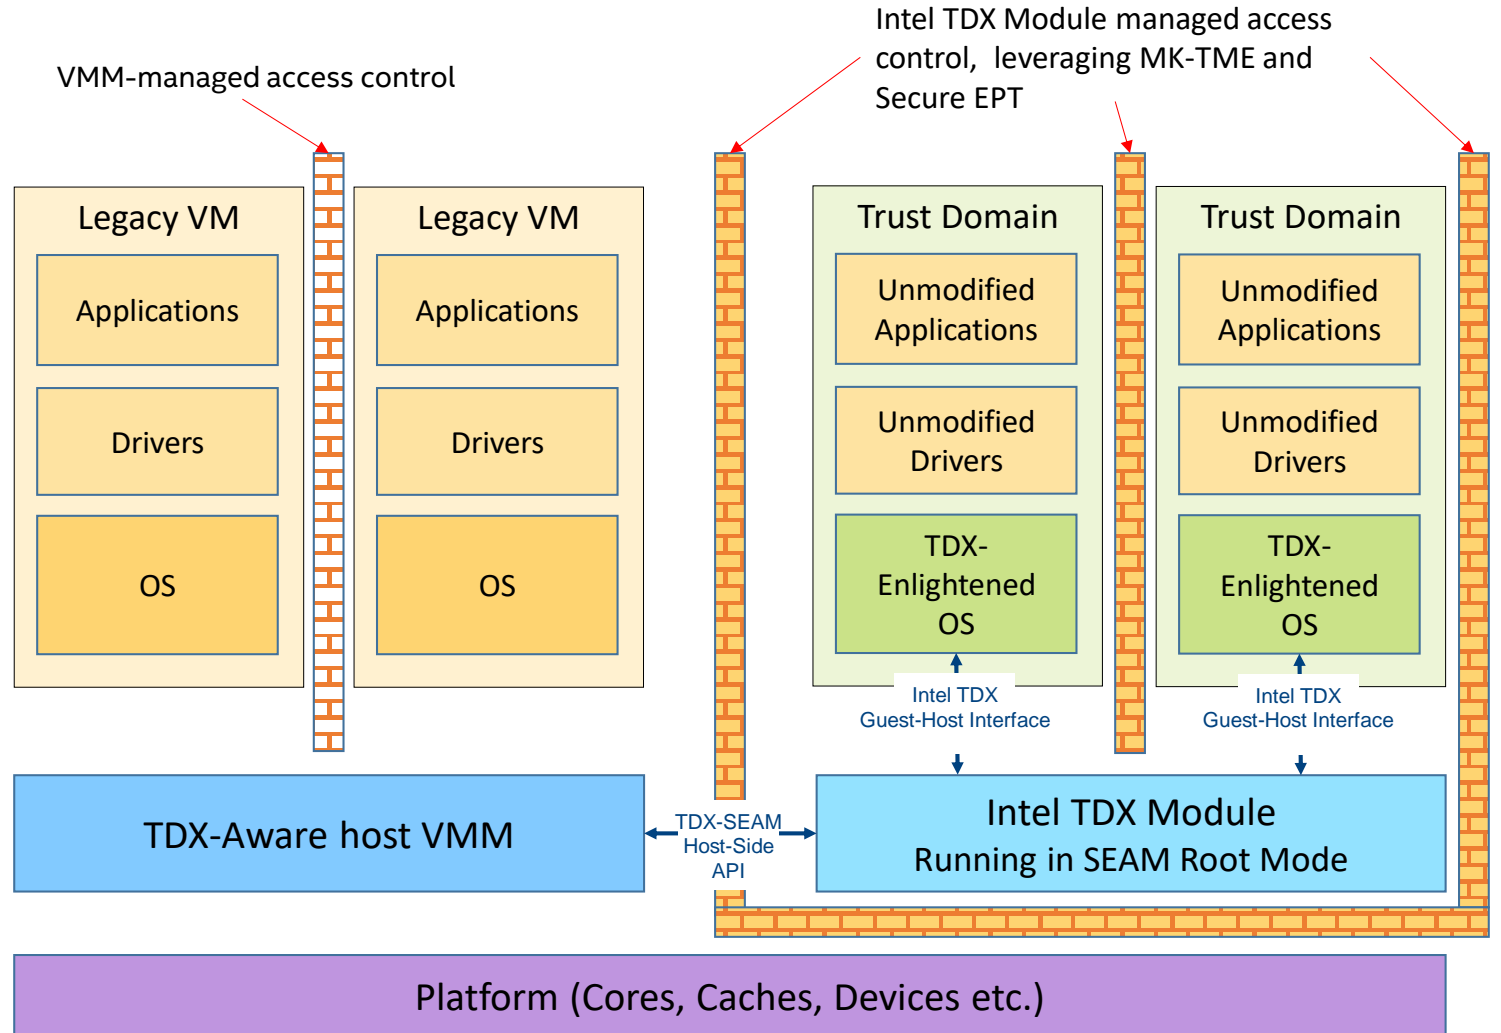 Intel TDX Module managed access
control, leveraging MK-TME and
Secure EPT
VMM-managed access control
Legacy VM
Applications
Drivers
OS
Legacy VM
Applications
Drivers
OS
Trust Domain
Unmodified
Applications
Unmodified
Drivers
TDX-
Enlightened
OS
Intel TDX
Guest-Host Interface
Trust Domain
Unmodified
Applications
Unmodified
Drivers
TDX-
Enlightened
OS
Intel TDX
Guest-Host Interface
TDX-Aware host VMM
TDX-SEAM
Host-Side
API
Intel TDX Module
Running in SEAM Root Mode
Platform (Cores, Caches, Devices etc.)